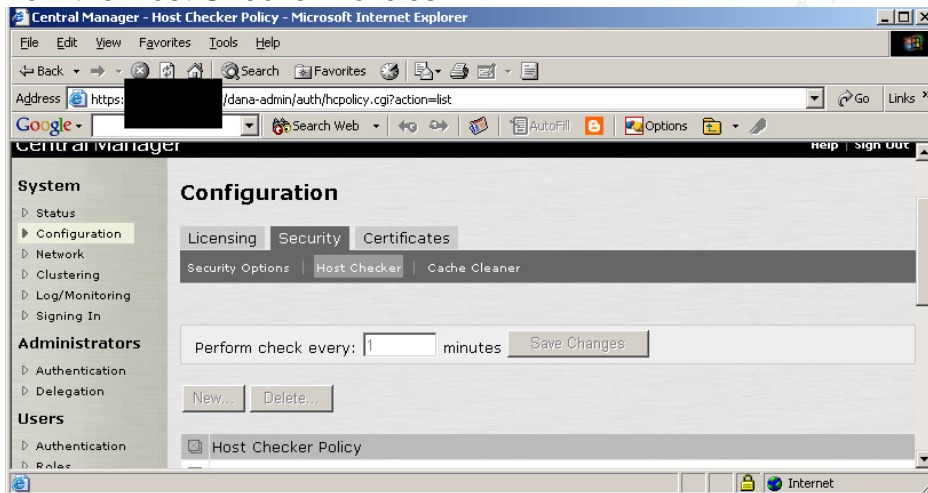 Central Manager - Host Checker Policy - Microsoft Internet Explorer
File Edit View Favorites Tools Help
Back Search Favorites
Address https: /dana-admin/auth/hcpolicy.cgi?action=list Go Links »
Google Search Web AutoFill Options
Central Manager Help | Sign Out
System
Status
Configuration
Network
Clustering
Log/Monitoring
Signing In
Administrators
Authentication
Delegation
Users
Authentication
Roles
Configuration
Licensing Security Certificates
Security Options | Host Checker | Cache Cleaner
Perform check every: 1 minutes Save Changes
New... Delete...
Host Checker Policy
Internet